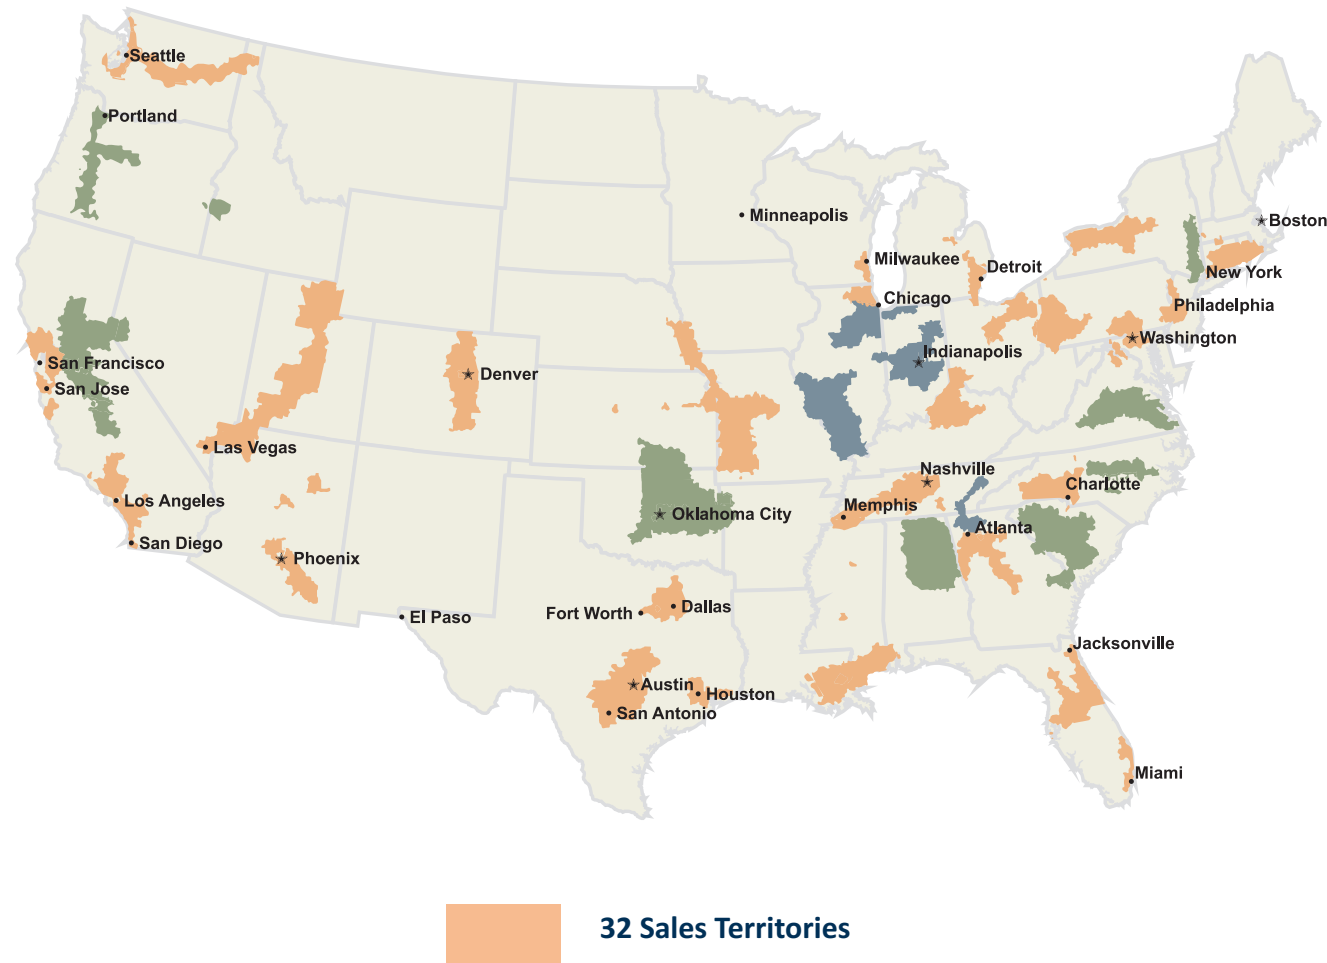 Seattle
Portland
Minneapolis
Boston
Milwaukee
Detroit
New York
Chicago
Philadelphia
Washington
Indianapolis
San Francisco
Denver
San Jose
Las Vegas
Nashville
Charlotte
Los Angeles
Memphis
Oklahoma City
Atlanta
San Diego
Phoenix
Fort Worth
Dallas
El Paso
Jacksonville
Austin
Houston
San Antonio
Miami
32 Sales Territories